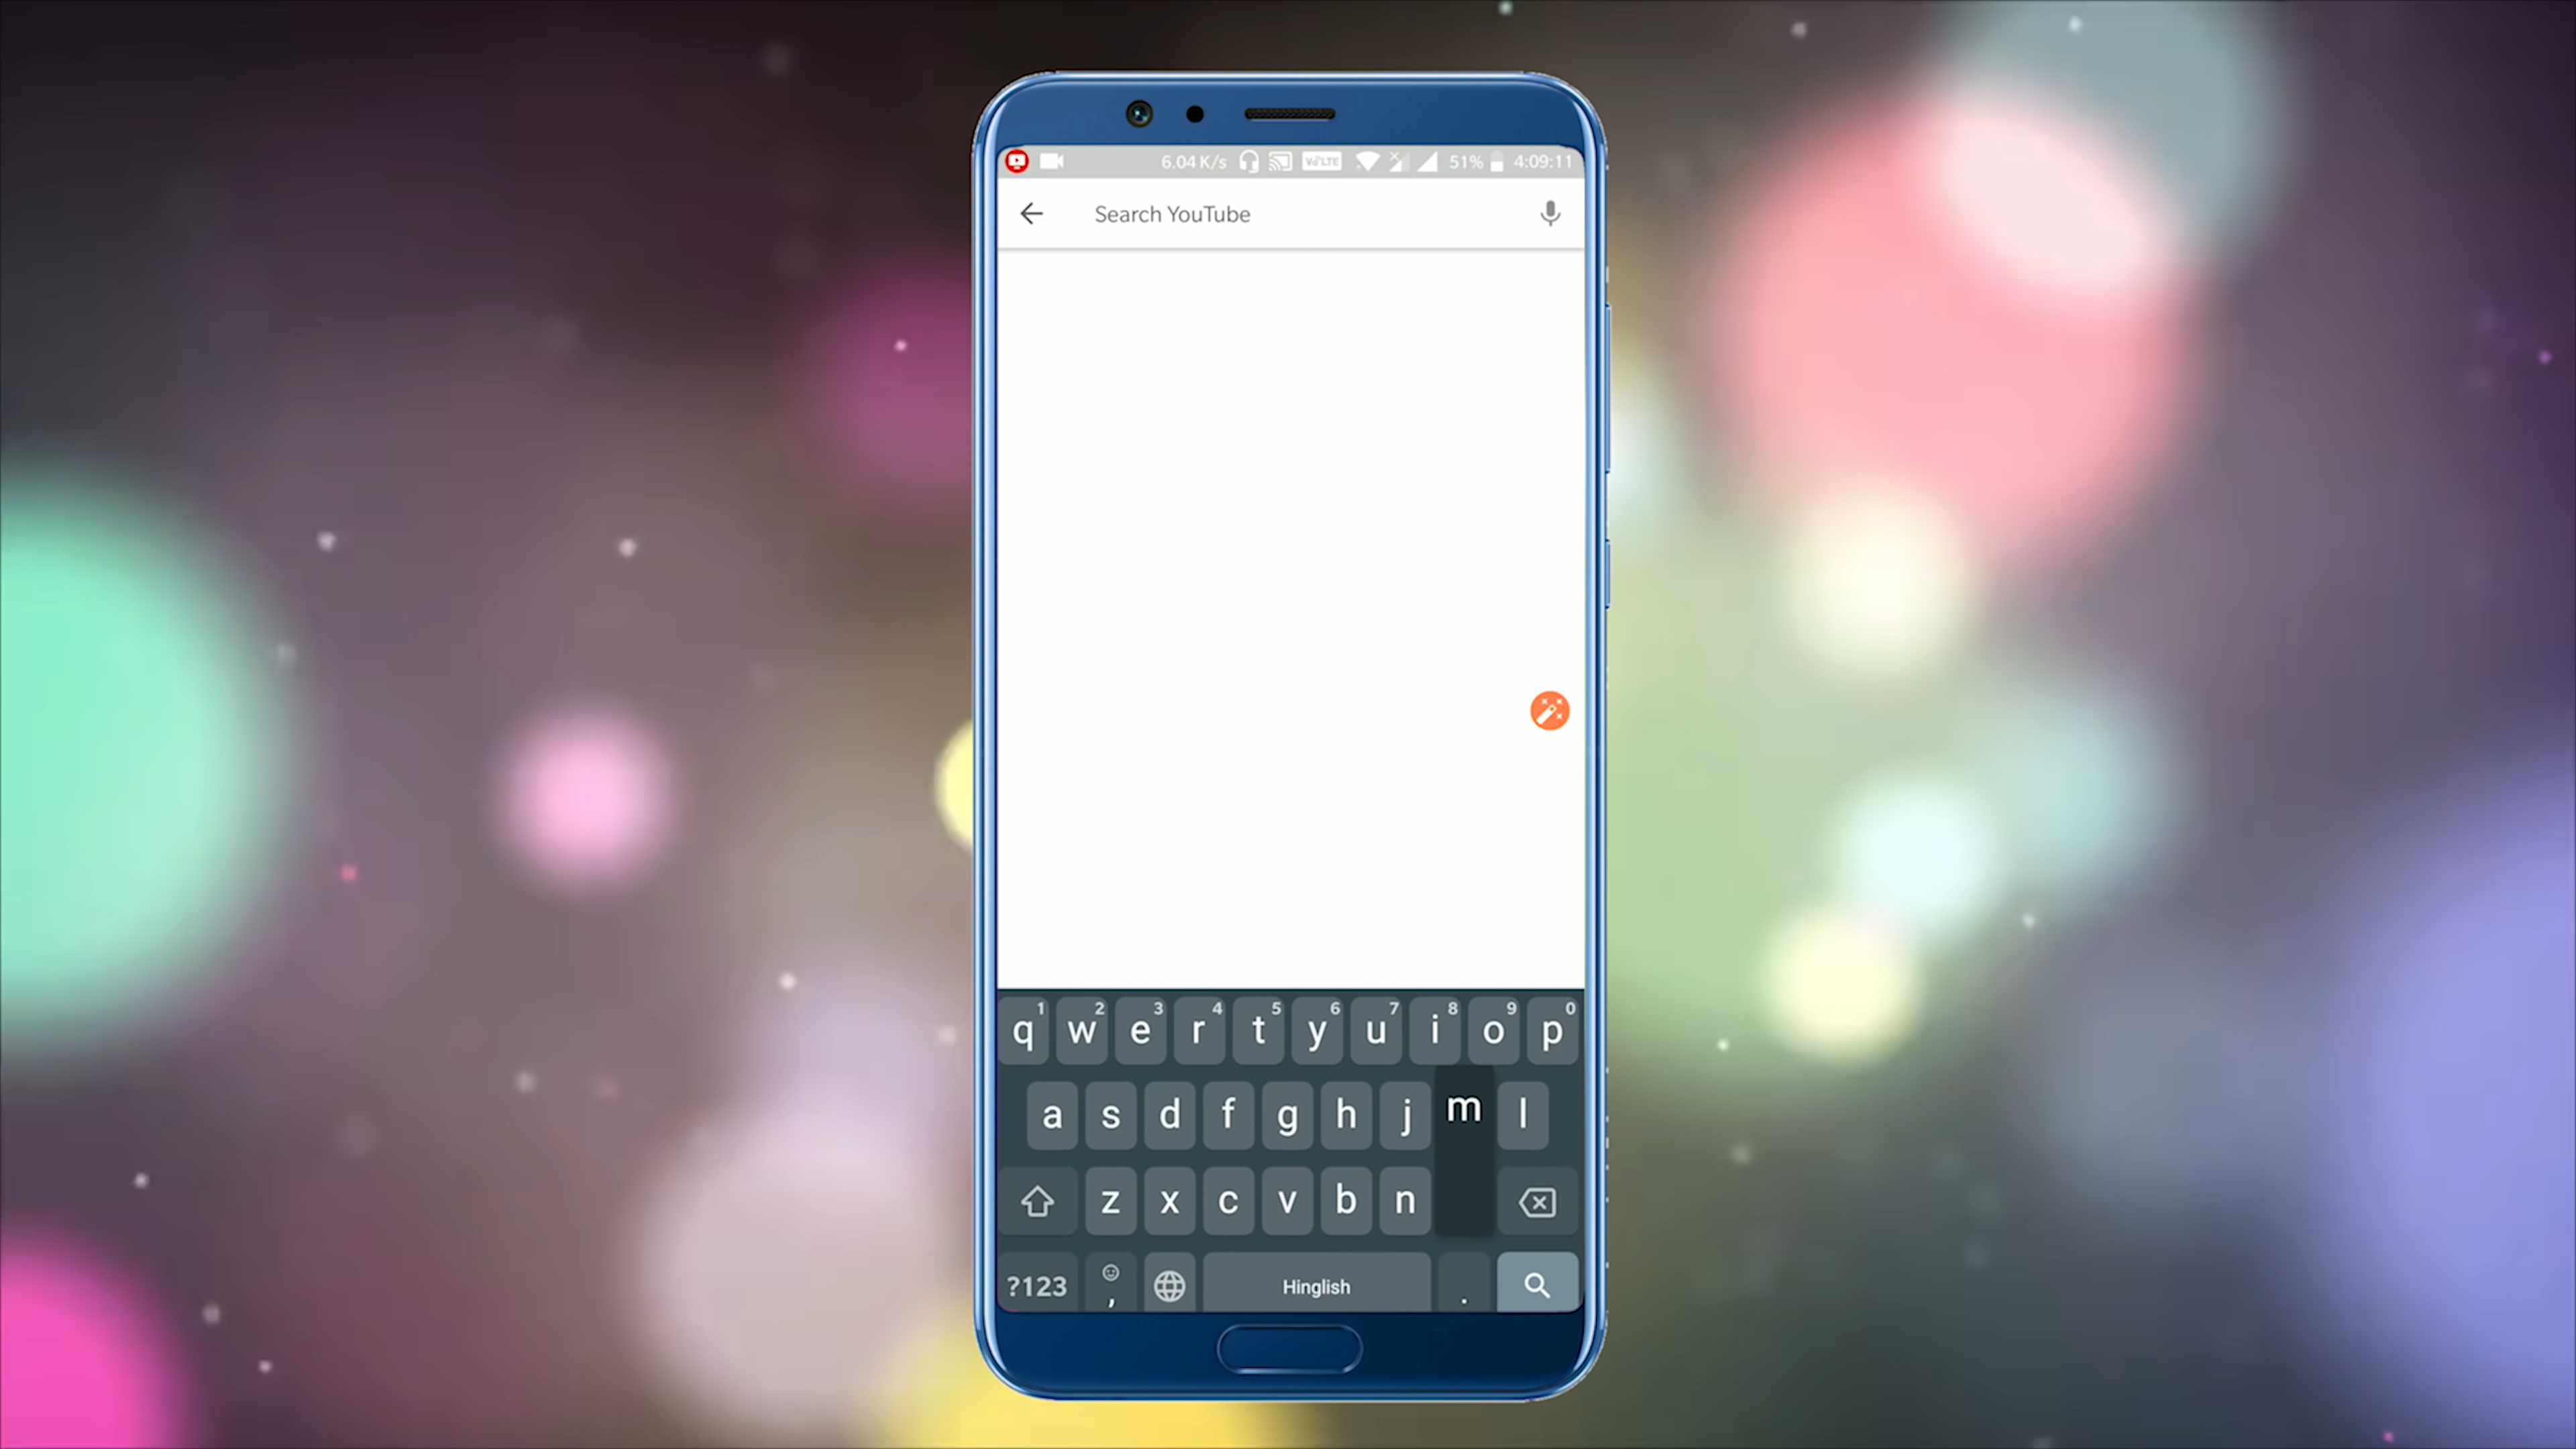 6.04 K/s VoLTE 51% 4:09:11
Search YouTube
1 2 3 4 5 6 7 8 9 0
q w e r t y u i o p
a s d f g h j m l
z x c v b n
?123 , Hinglish .